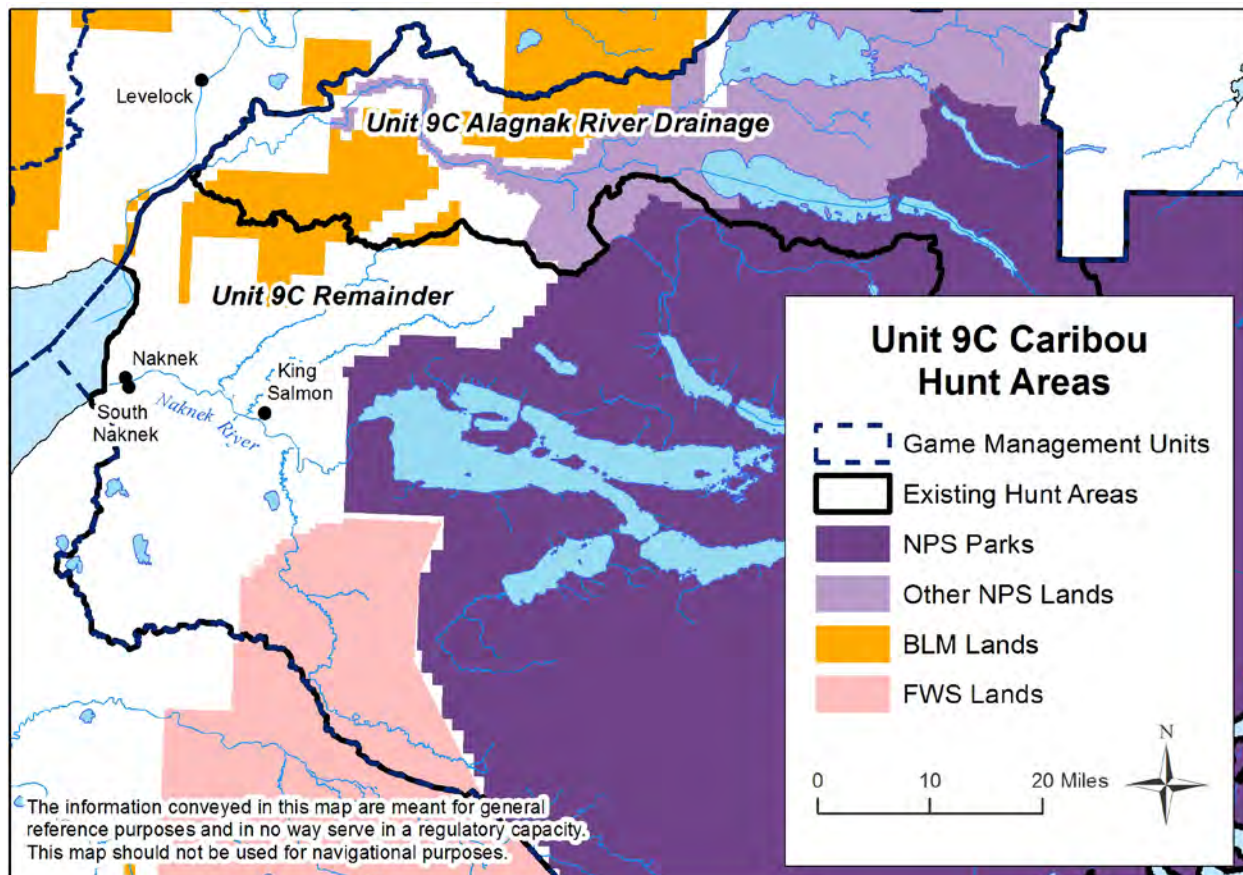 Levelock
Unit 9C Alagnak River Drainage
Unit 9C Remainder
Naknek
South
Naknek
Naknek River
King
Salmon
Unit 9C Caribou
Hunt Areas
Game Management Units
Existing Hunt Areas
NPS Parks
Other NPS Lands
BLM Lands
FWS Lands
N
0 10 20 Miles
The information conveyed in this map are meant for general
reference purposes and in no way serve in a regulatory capacity.
This map should not be used for navigational purposes.